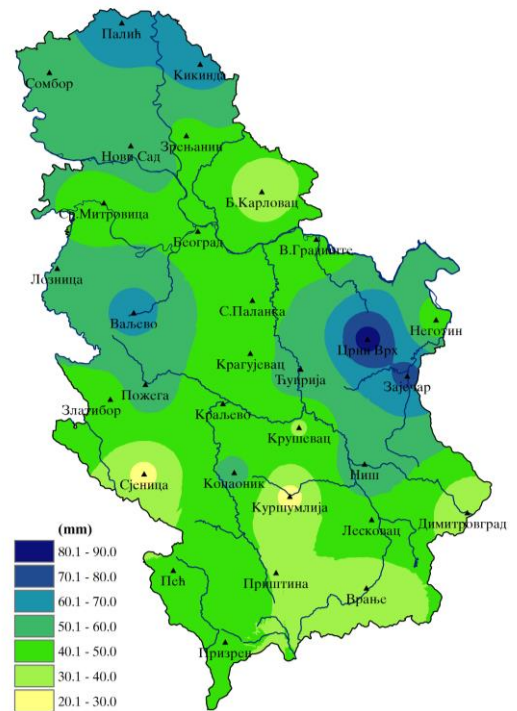 Палић
Кикинда
Сомбор
Зрењанин
Нови Сад
Б.Карловац
Ср.Митровица
Београд
В.Градиште
Лозница
С.Паланка
Ваљево
Неготин
Црни Врх
Крагујевац
Ћуприја
Зајечар
Пожега
Златибор
Краљево
Крушевац
Ниш
Сјеница
Копаоник
Куршумлија
Димитровград
Лесковац
(mm)
80.1 - 90.0
70.1 - 80.0
60.1 - 70.0
50.1 - 60.0
40.1 - 50.0
30.1 - 40.0
20.1 - 30.0
Пећ
Приштина
Врање
Призрен